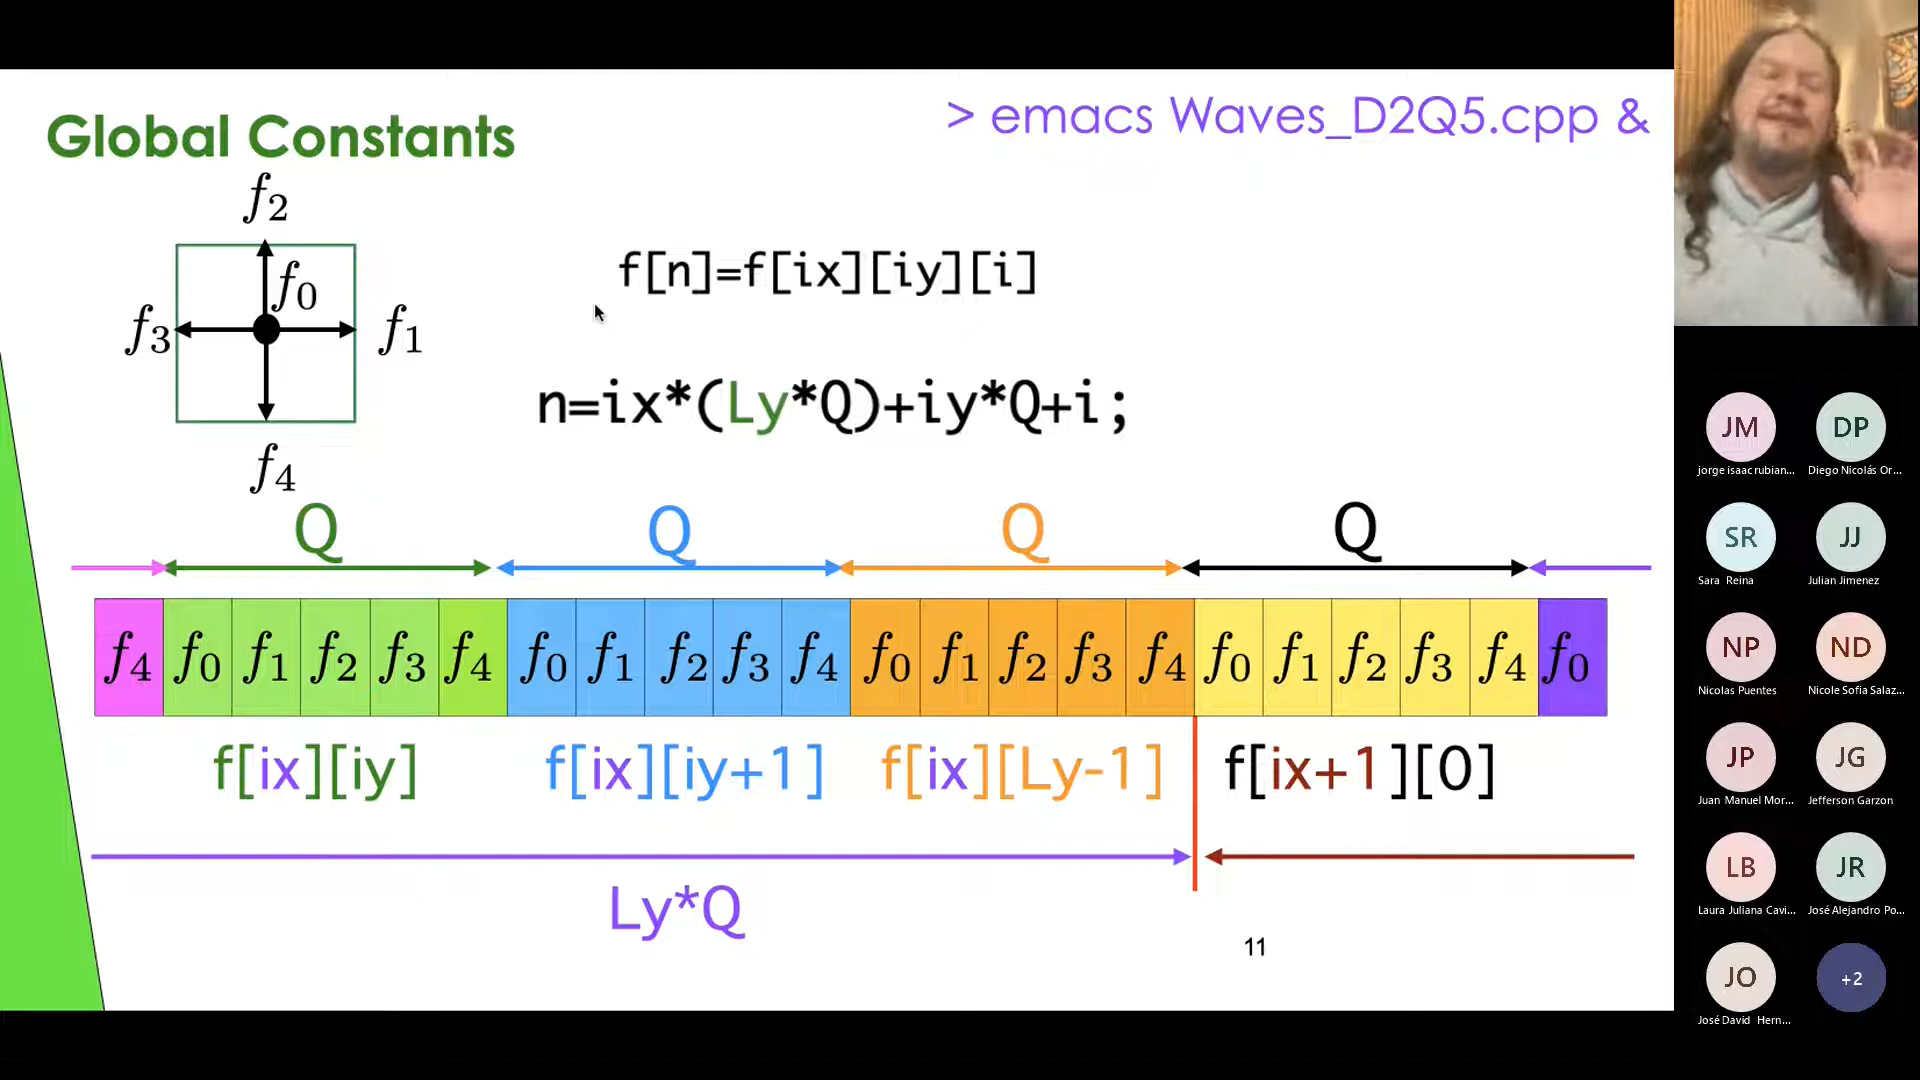 Global Constants
> emacs Waves_D2Q5.cpp &
f2
f0
f3
f1
f4
f[n]=f[ix][iy][i]
n=ix*(Ly*Q)+iy*Q+i;
Q Q Q Q
f4 f0 f1 f2 f3 f4 f0 f1 f2 f3 f4 f0 f1 f2 f3 f4 f0 f1 f2 f3 f4 f0
f[ix][iy] f[ix][iy+1] f[ix][Ly-1] f[ix+1][0]
Ly*Q
11
JM DP
jorge isaac rubian... Diego Nicolás Or...
SR JJ
Sara Reina Julian Jimenez
NP ND
Nicolas Puentes Nicole Sofia Salaz...
JP JG
Juan Manuel Mor... Jefferson Garzon
LB JR
Laura Juliana Cavi... José Alejandro Po...
JO +2
José David Hern...